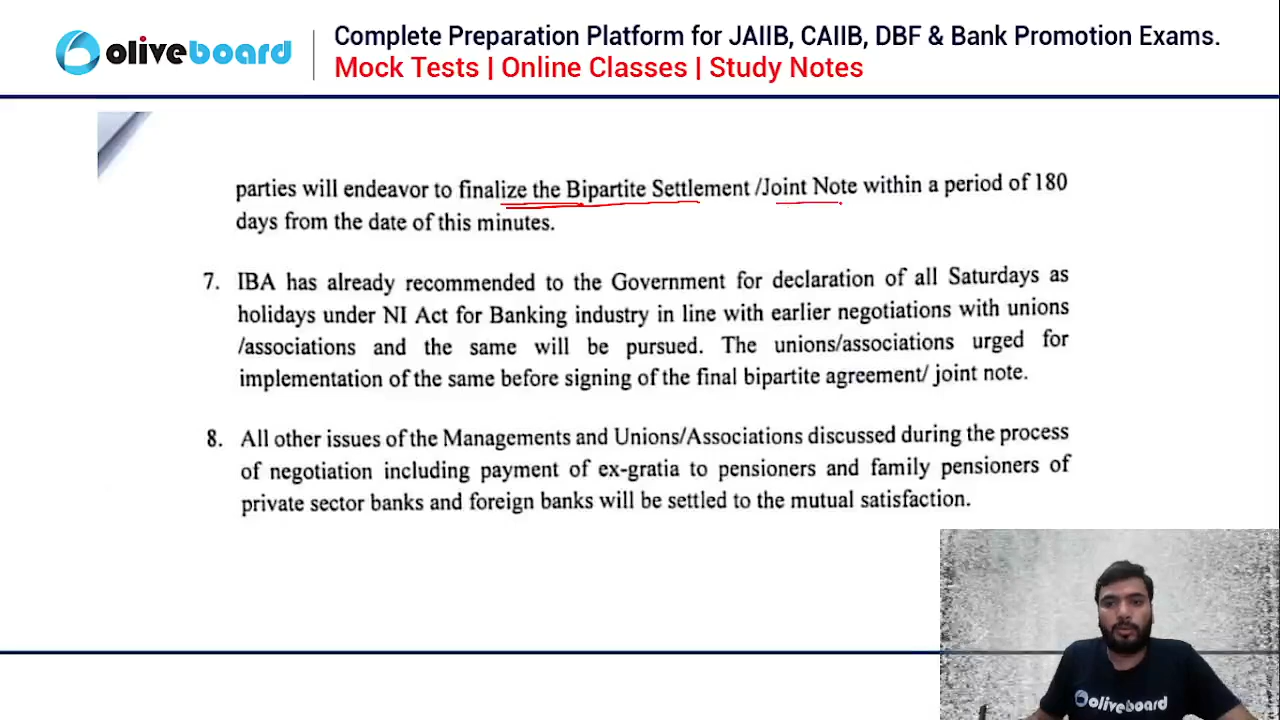 oliveboard
Complete Preparation Platform for JAIIB, CAIIB, DBF & Bank Promotion Exams.
Mock Tests | Online Classes | Study Notes
parties will endeavor to finalize the Bipartite Settlement /Joint Note within a period of 180
days from the date of this minutes.
7. IBA has already recommended to the Government for declaration of all Saturdays as
holidays under NI Act for Banking industry in line with earlier negotiations with unions
/associations and the same will be pursued. The unions/associations urged for
implementation of the same before signing of the final bipartite agreement/ joint note.
8. All other issues of the Managements and Unions/Associations discussed during the process
of negotiation including payment of ex-gratia to pensioners and family pensioners of
private sector banks and foreign banks will be settled to the mutual satisfaction.
oliveboard